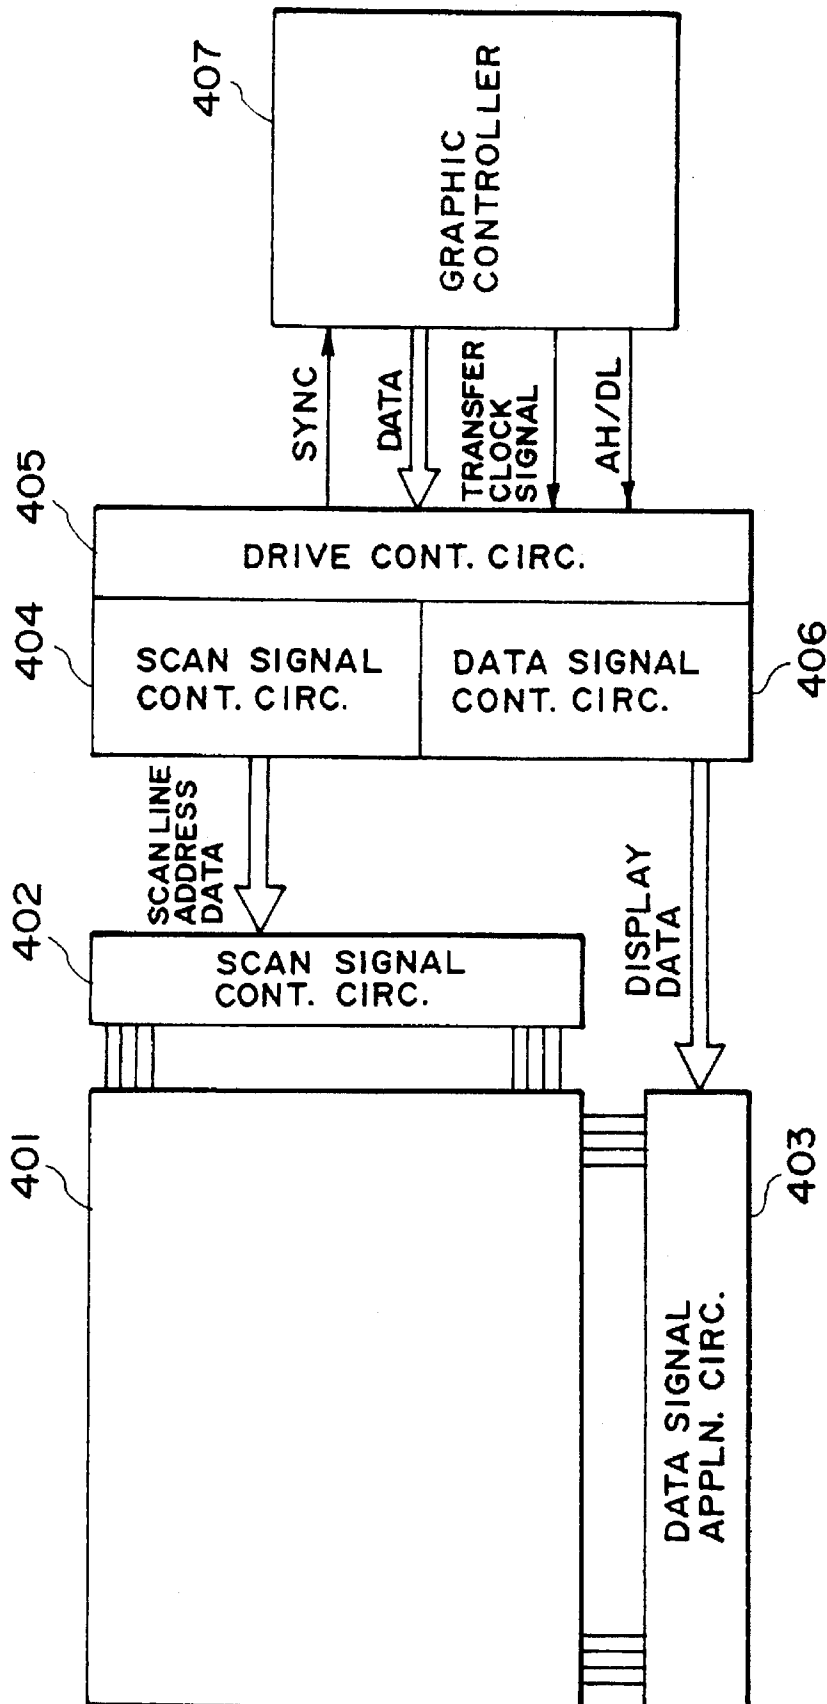 407
GRAPHIC
CONTROLLER
SYNC
DATA
TRANSFER
CLOCK
SIGNAL
AH/DL
405
DRIVE CONT. CIRC.
404
SCAN SIGNAL
CONT. CIRC.
DATA SIGNAL
CONT. CIRC.
406
SCAN LINE
ADDRESS
DATA
DISPLAY
DATA
402
SCAN SIGNAL
CONT. CIRC.
401
403
DATA SIGNAL
APPLN. CIRC.